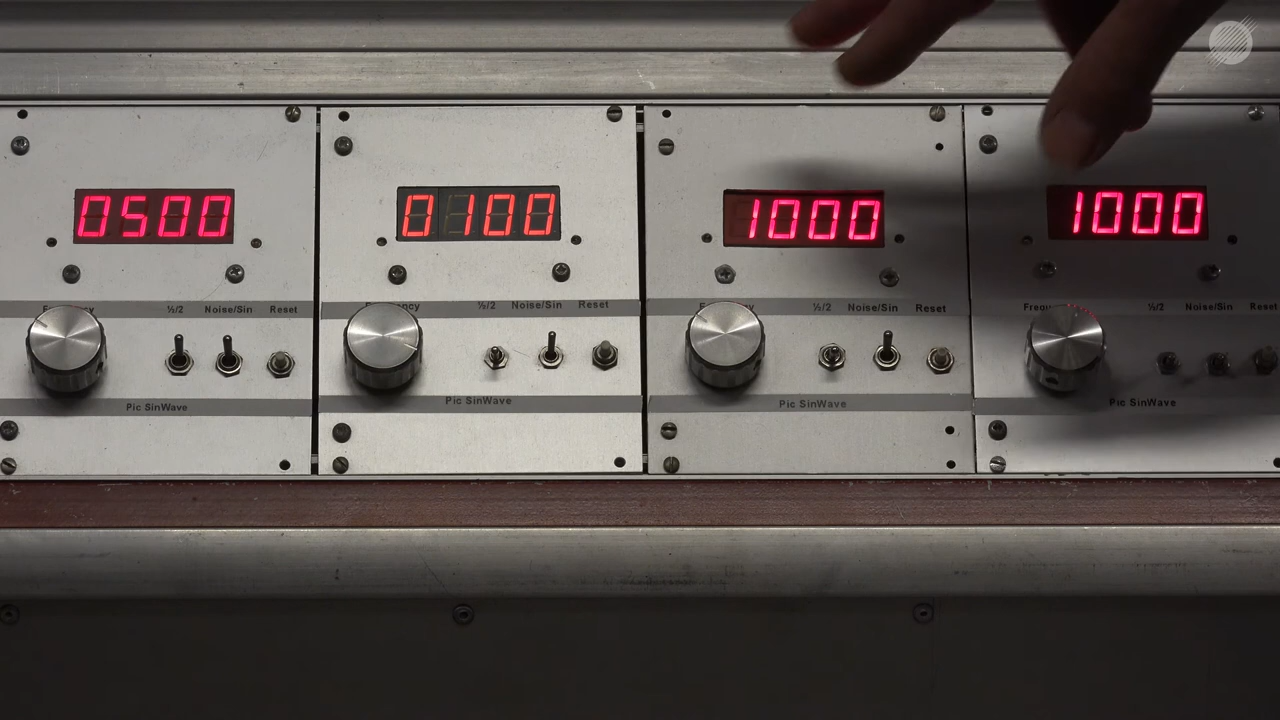 0500
Frequency ½/2 Noise/Sin Reset
Pic SinWave
0100
½/2 Noise/Sin Reset
Pic SinWave
1000
½/2 Noise/Sin Reset
Pic SinWave
1000
½/2 Noise/Sin Reset
Pic SinWave